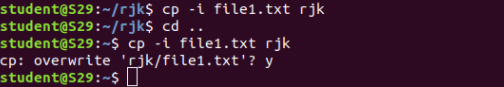 student@S29:~/rjk$ cp -i file1.txt rjk
student@S29:~/rjk$ cd ..
student@S29:~$ cp -i file1.txt rjk
cp: overwrite 'rjk/file1.txt'? y
student@S29:~$